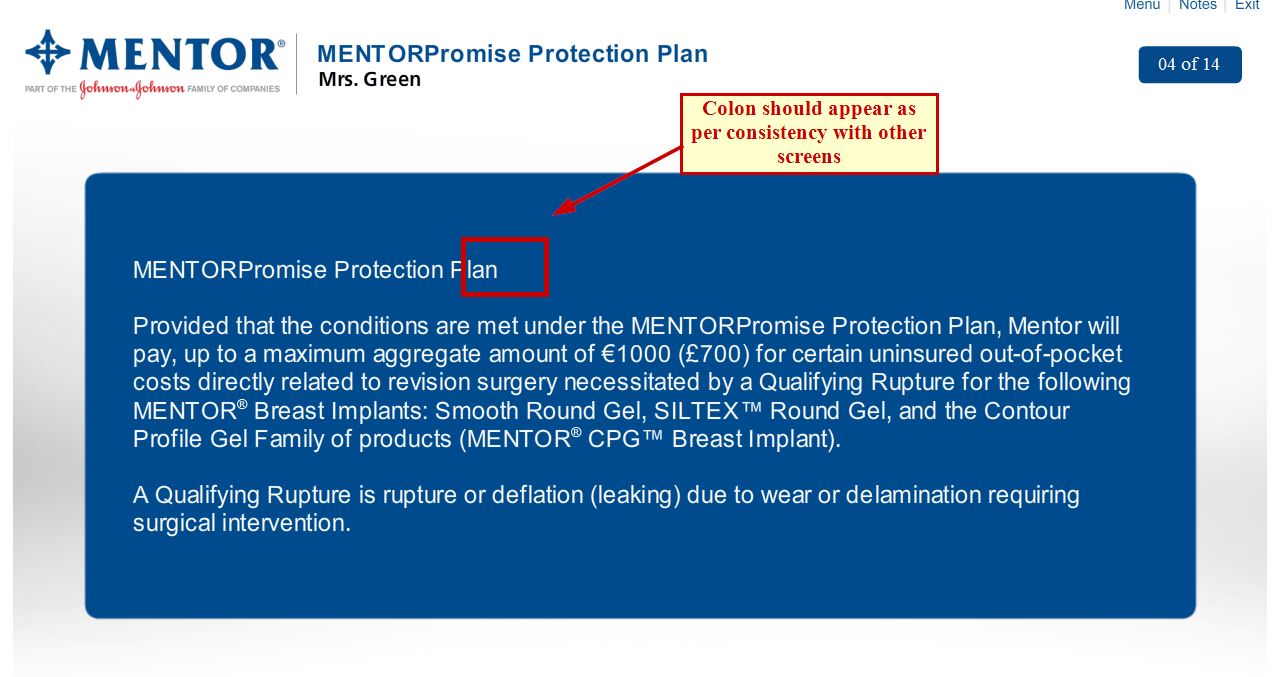 Menu | Notes | Exit
MENTOR®
PART OF THE Johnson & Johnson FAMILY OF COMPANIES
MENTORPromise Protection Plan
Mrs. Green
04 of 14
Colon should appear as
per consistency with other
screens
MENTORPromise Protection Plan
Provided that the conditions are met under the MENTORPromise Protection Plan, Mentor will
pay, up to a maximum aggregate amount of €1000 (£700) for certain uninsured out-of-pocket
costs directly related to revision surgery necessitated by a Qualifying Rupture for the following
MENTOR® Breast Implants: Smooth Round Gel, SILTEX™ Round Gel, and the Contour
Profile Gel Family of products (MENTOR® CPG™ Breast Implant).
A Qualifying Rupture is rupture or deflation (leaking) due to wear or delamination requiring
surgical intervention.